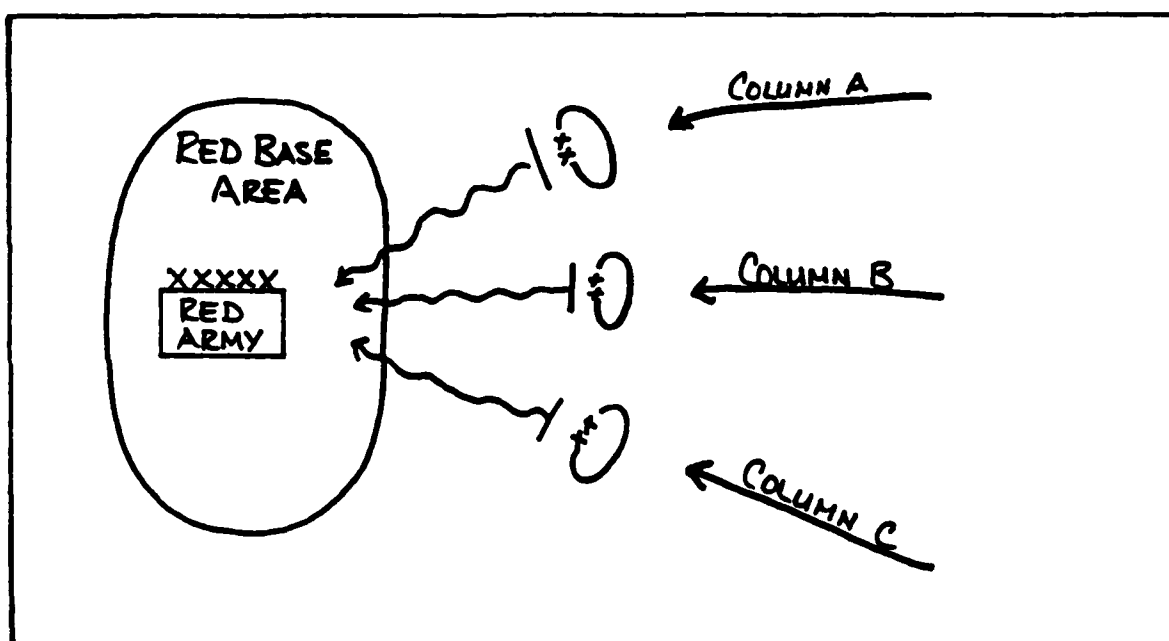 RED BASE
AREA
XXXXX
RED
ARMY
COLUMN A
COLUMN B
COLUMN C